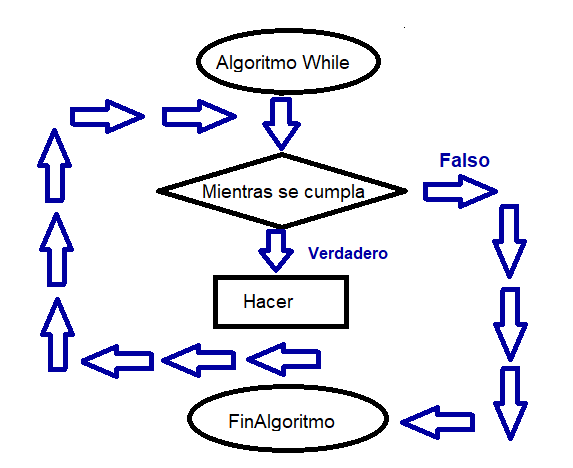 Algoritmo While
Falso
Mientras se cumpla
Verdadero
Hacer
FinAlgoritmo